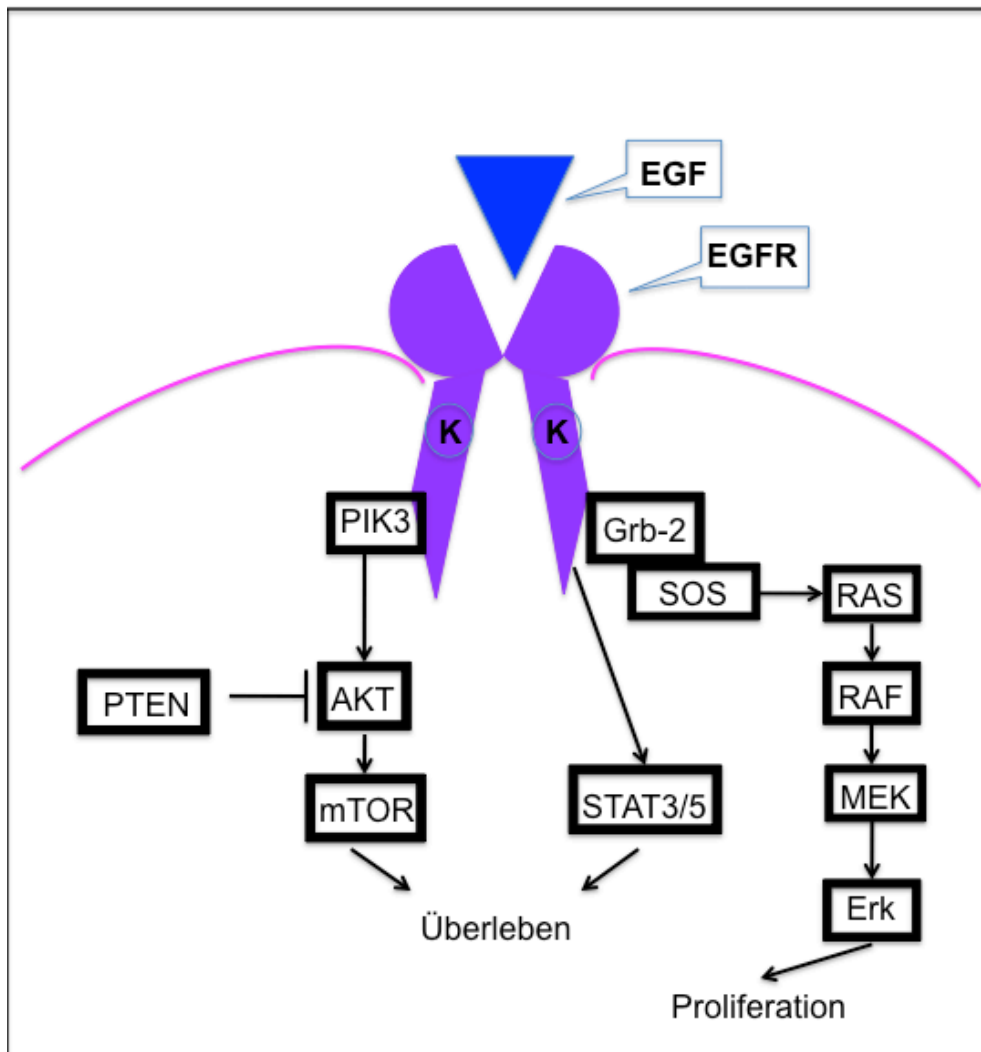 EGF
EGFR
K
K
PIK3
Grb-2
SOS
RAS
PTEN
AKT
RAF
mTOR
STAT3/5
MEK
Erk
Überleben
Proliferation